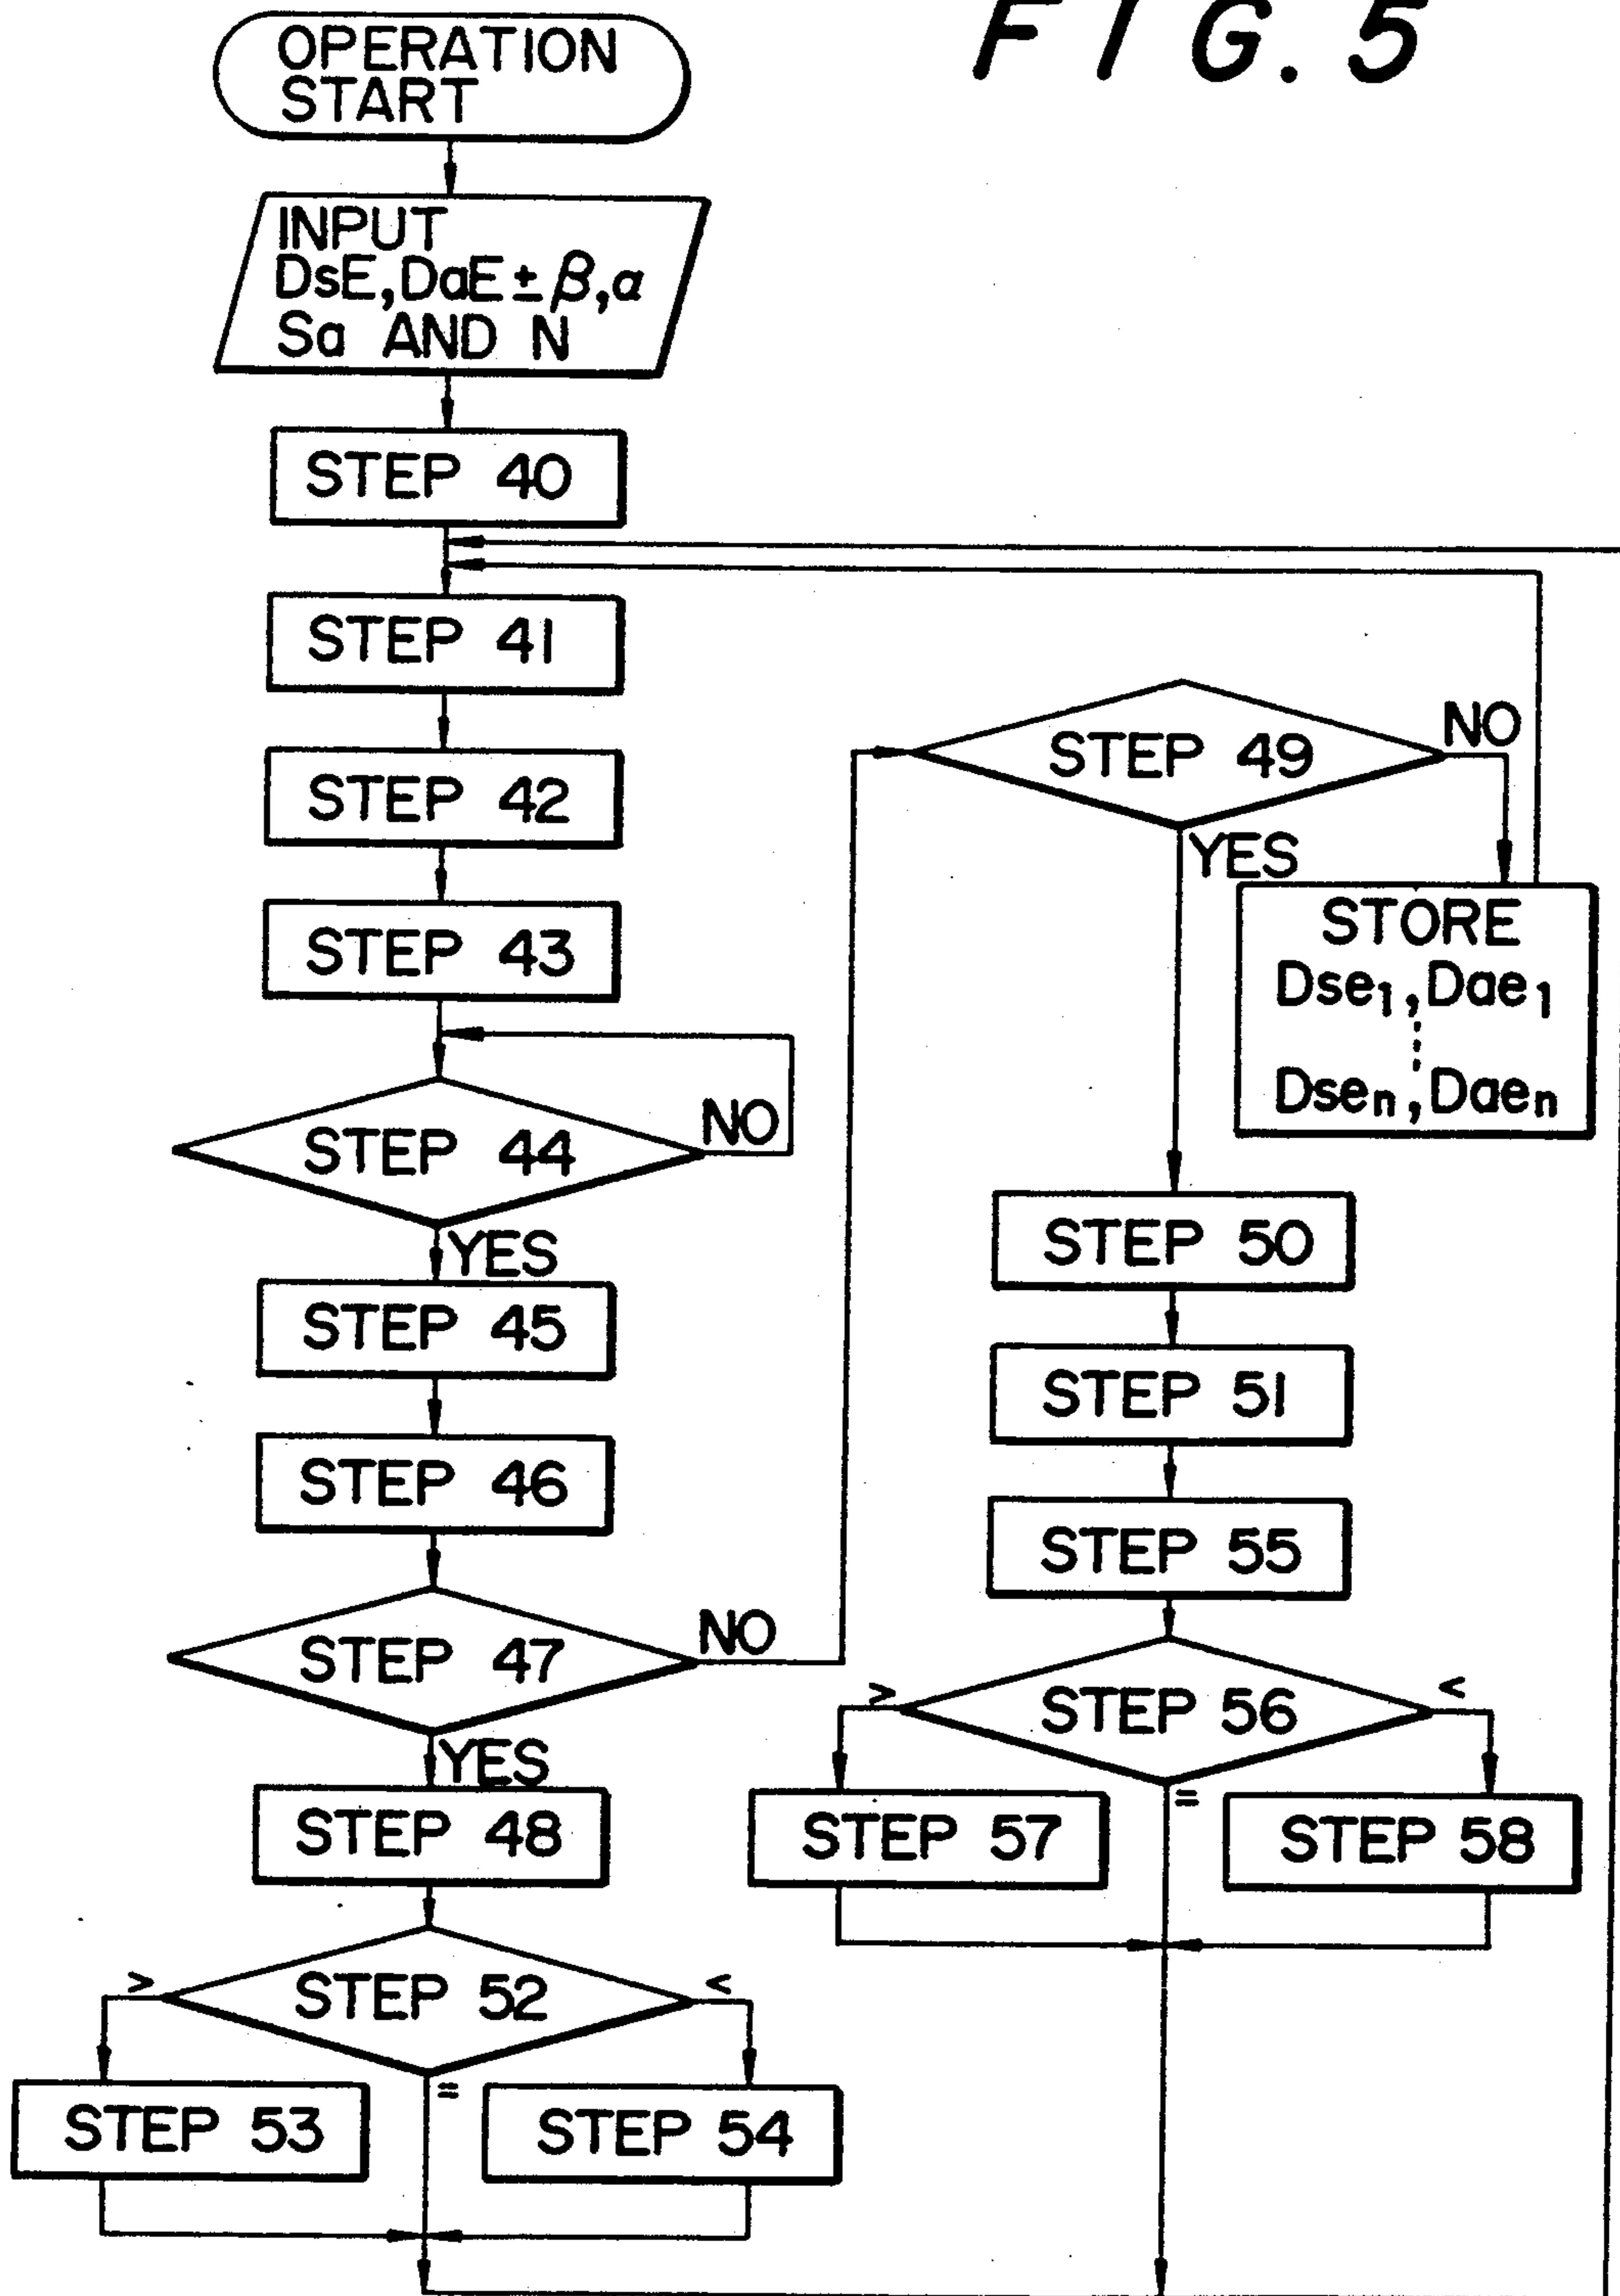 FIG. 5
OPERATION
START
INPUT
DsE, DaE ± β, α
Sa AND N
STEP 40
STEP 41
STEP 42
STEP 43
STEP 44
NO
YES
STEP 45
STEP 46
STEP 47
NO
YES
STEP 48
STEP 52
>
<
=
STEP 53
STEP 54
STEP 49
NO
YES
STORE
Dse₁, Dae₁
Dseₙ, Daeₙ
STEP 50
STEP 51
STEP 55
STEP 56
>
<
=
STEP 57
STEP 58